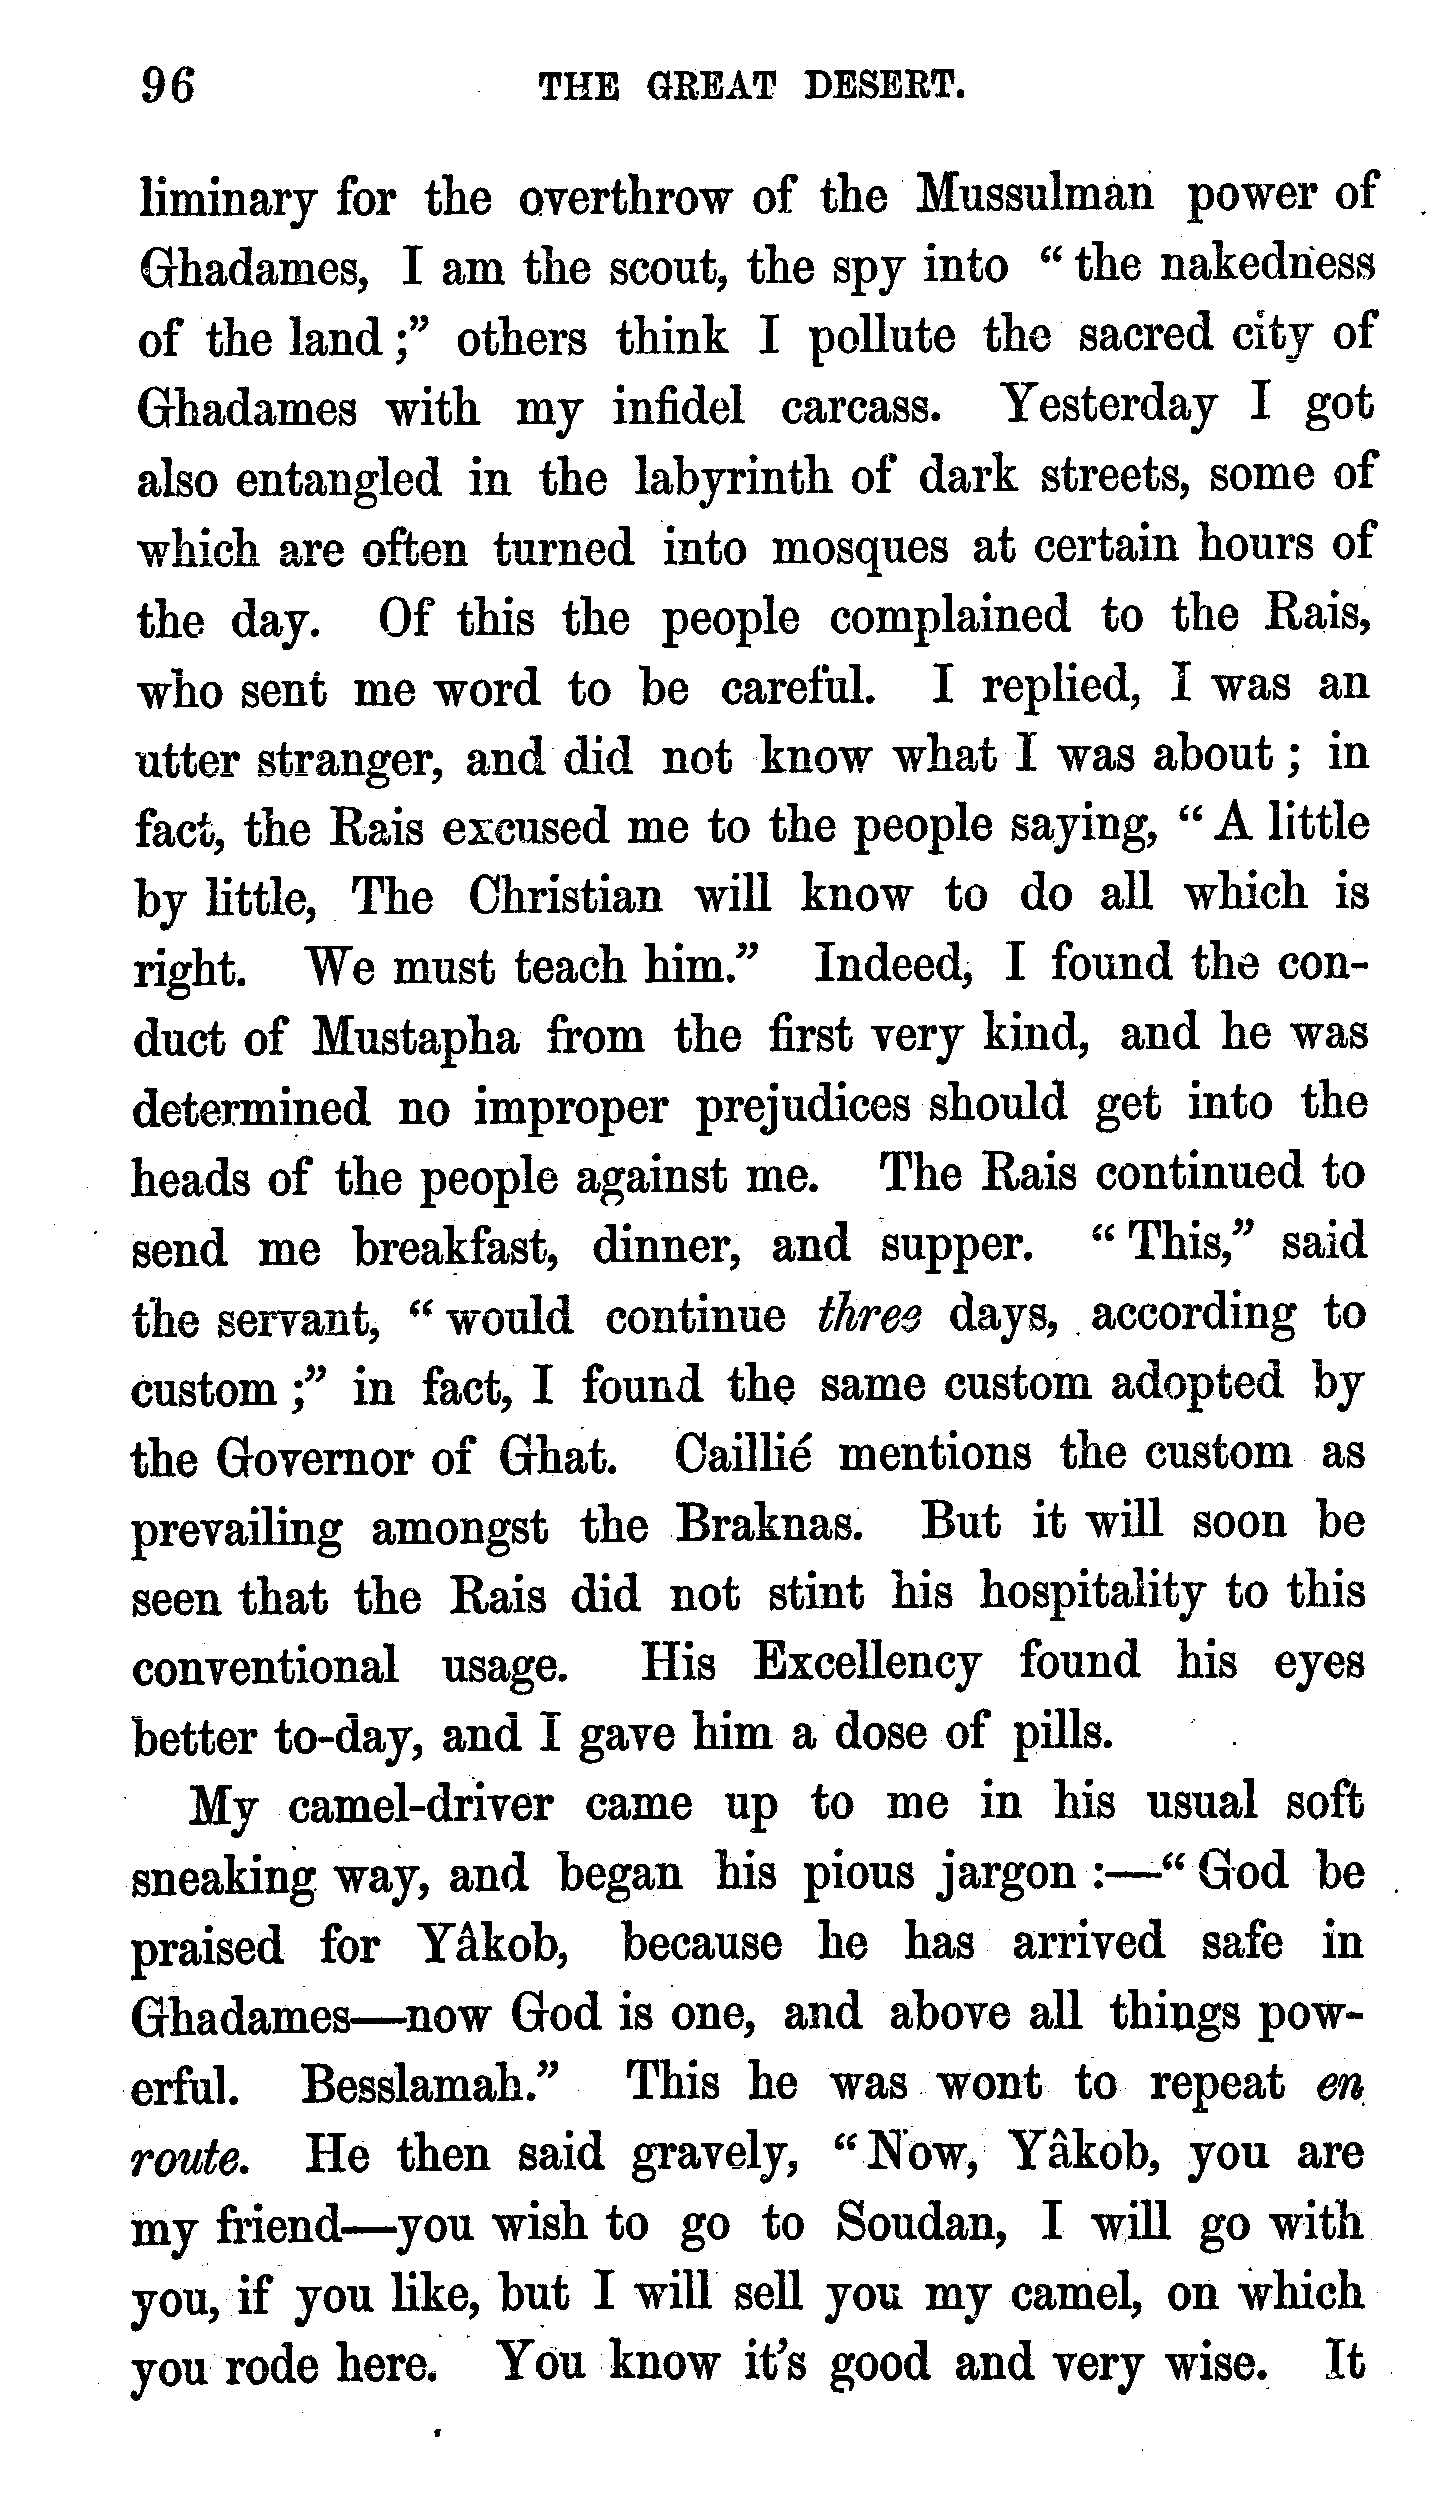 96 THE GREAT DESERT.
liminary for the overthrow of the Mussulman power of
Ghadames, I am the scout, the spy into “ the nakedness
of the land ;” others think I pollute the sacred city of
Ghadames with my infidel carcass. Yesterday I got
also entangled in the labyrinth of dark streets, some of
which are often turned into mosques at certain hours of
the day. Of this the people complained to the Rais,
who sent me word to be careful. I replied, I was an
utter stranger, and did not know what I was about ; in
fact, the Rais excused me to the people saying, “ A little
by little, The Christian will know to do all which is
right. We must teach him.” Indeed, I found the con-
duct of Mustapha from the first very kind, and he was
determined no improper prejudices should get into the
heads of the people against me. The Rais continued to
send me breakfast, dinner, and supper. “ This,” said
the servant, “ would continue three days, according to
custom ;” in fact, I found the same custom adopted by
the Governor of Ghat. Caillié mentions the custom as
prevailing amongst the Braknas. But it will soon be
seen that the Rais did not stint his hospitality to this
conventional usage. His Excellency found his eyes
better to-day, and I gave him a dose of pills.
My camel-driver came up to me in his usual soft
sneaking way, and began his pious jargon :—“ God be
praised for Yâkob, because he has arrived safe in
Ghadames—now God is one, and above all things pow-
erful. Besslamah.” This he was wont to repeat en
route. He then said gravely, “ Now, Yâkob, you are
my friend—you wish to go to Soudan, I will go with
you, if you like, but I will sell you my camel, on which
you rode here. You know it's good and very wise. It